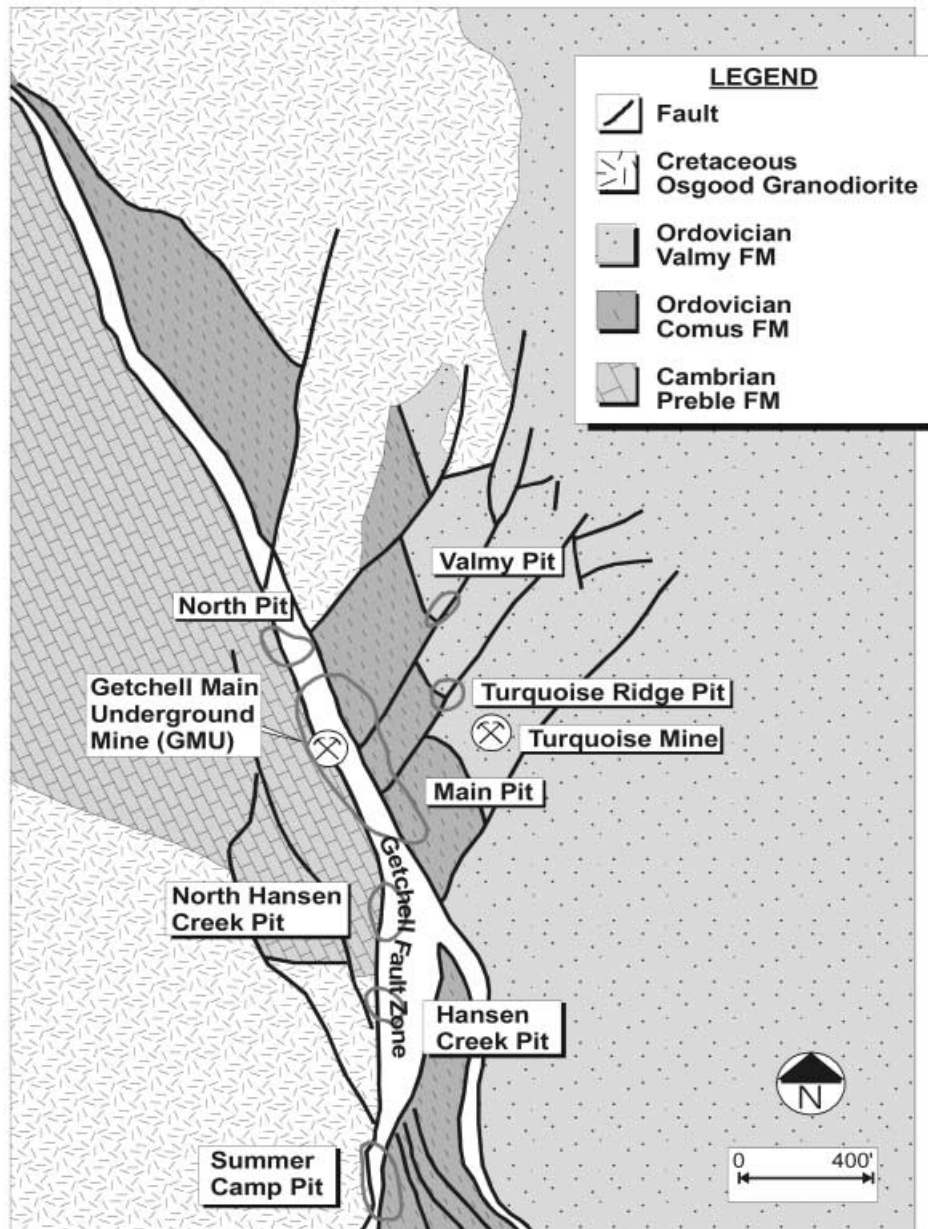 LEGEND
Fault
Cretaceous
Osgood Granodiorite
Ordovician
Valmy FM
Ordovician
Comus FM
Cambrian
Preble FM
Valmy Pit
North Pit
Getchell Main
Underground
Mine (GMU)
Turquoise Ridge Pit
Turquoise Mine
Main Pit
Getchell Fault Zone
North Hansen
Creek Pit
Hansen
Creek Pit
N
Summer
Camp Pit
0 400'